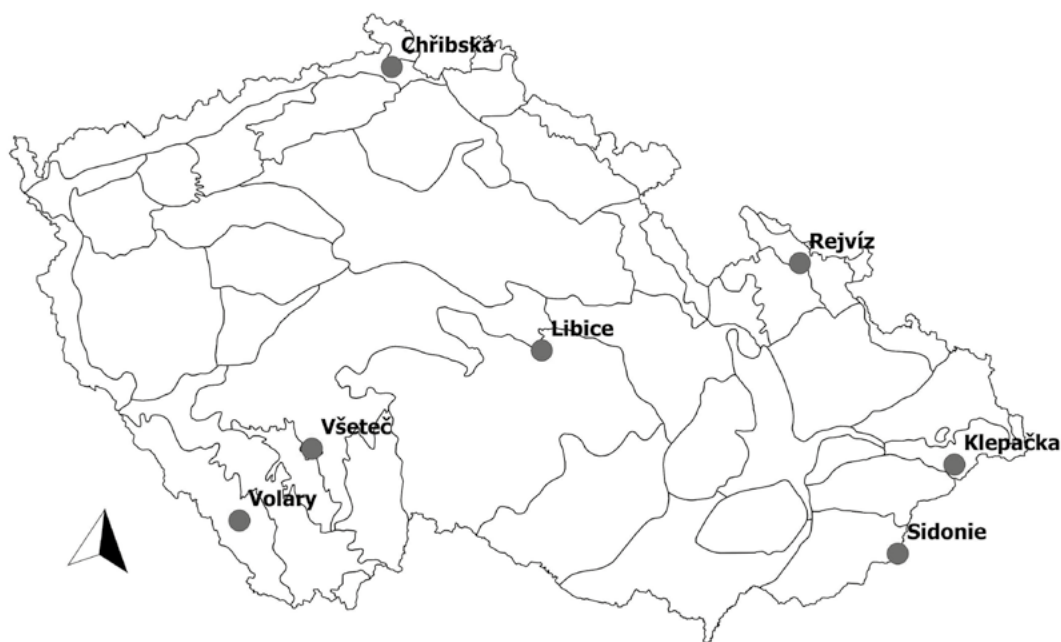 Chřibská
Rejvíz
Libice
Všeteč
Klepačka
Volary
Sidonie